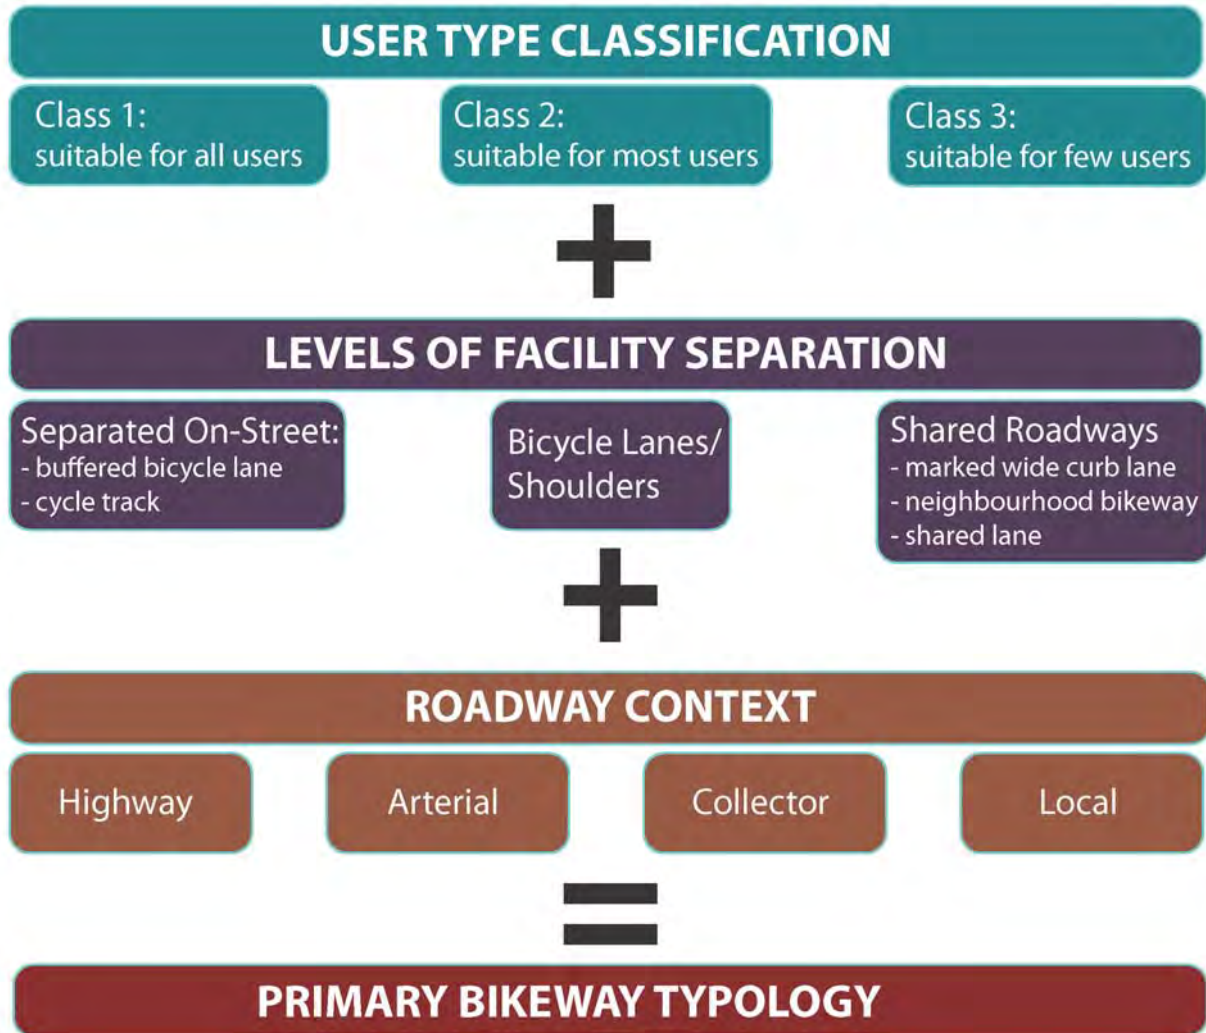 USER TYPE CLASSIFICATION
Class 1:
suitable for all users
Class 2:
suitable for most users
Class 3:
suitable for few users
+
LEVELS OF FACILITY SEPARATION
Separated On-Street:
- buffered bicycle lane
- cycle track
Bicycle Lanes/
Shoulders
Shared Roadways
- marked wide curb lane
- neighbourhood bikeway
- shared lane
+
ROADWAY CONTEXT
Highway
Arterial
Collector
Local
=
PRIMARY BIKEWAY TYPOLOGY